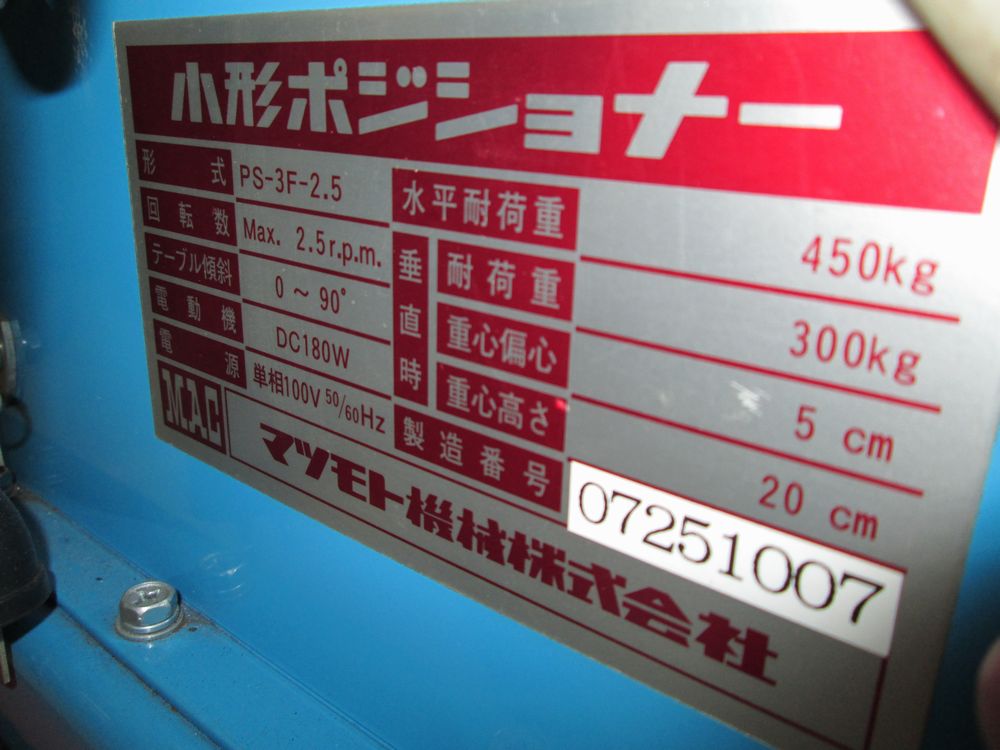 小形ポジショナー
形式 PS-3F-2.5
回転数 Max. 2.5r.p.m.
テーブル傾斜 0～90°
電動機 DC180W
電源 単相100V 50/60Hz
水平耐荷重 450kg
垂直時
耐荷重 300kg
重心偏心 5 cm
重心高さ 20 cm
製造番号 07251007
MAC マツモト機械株式会社